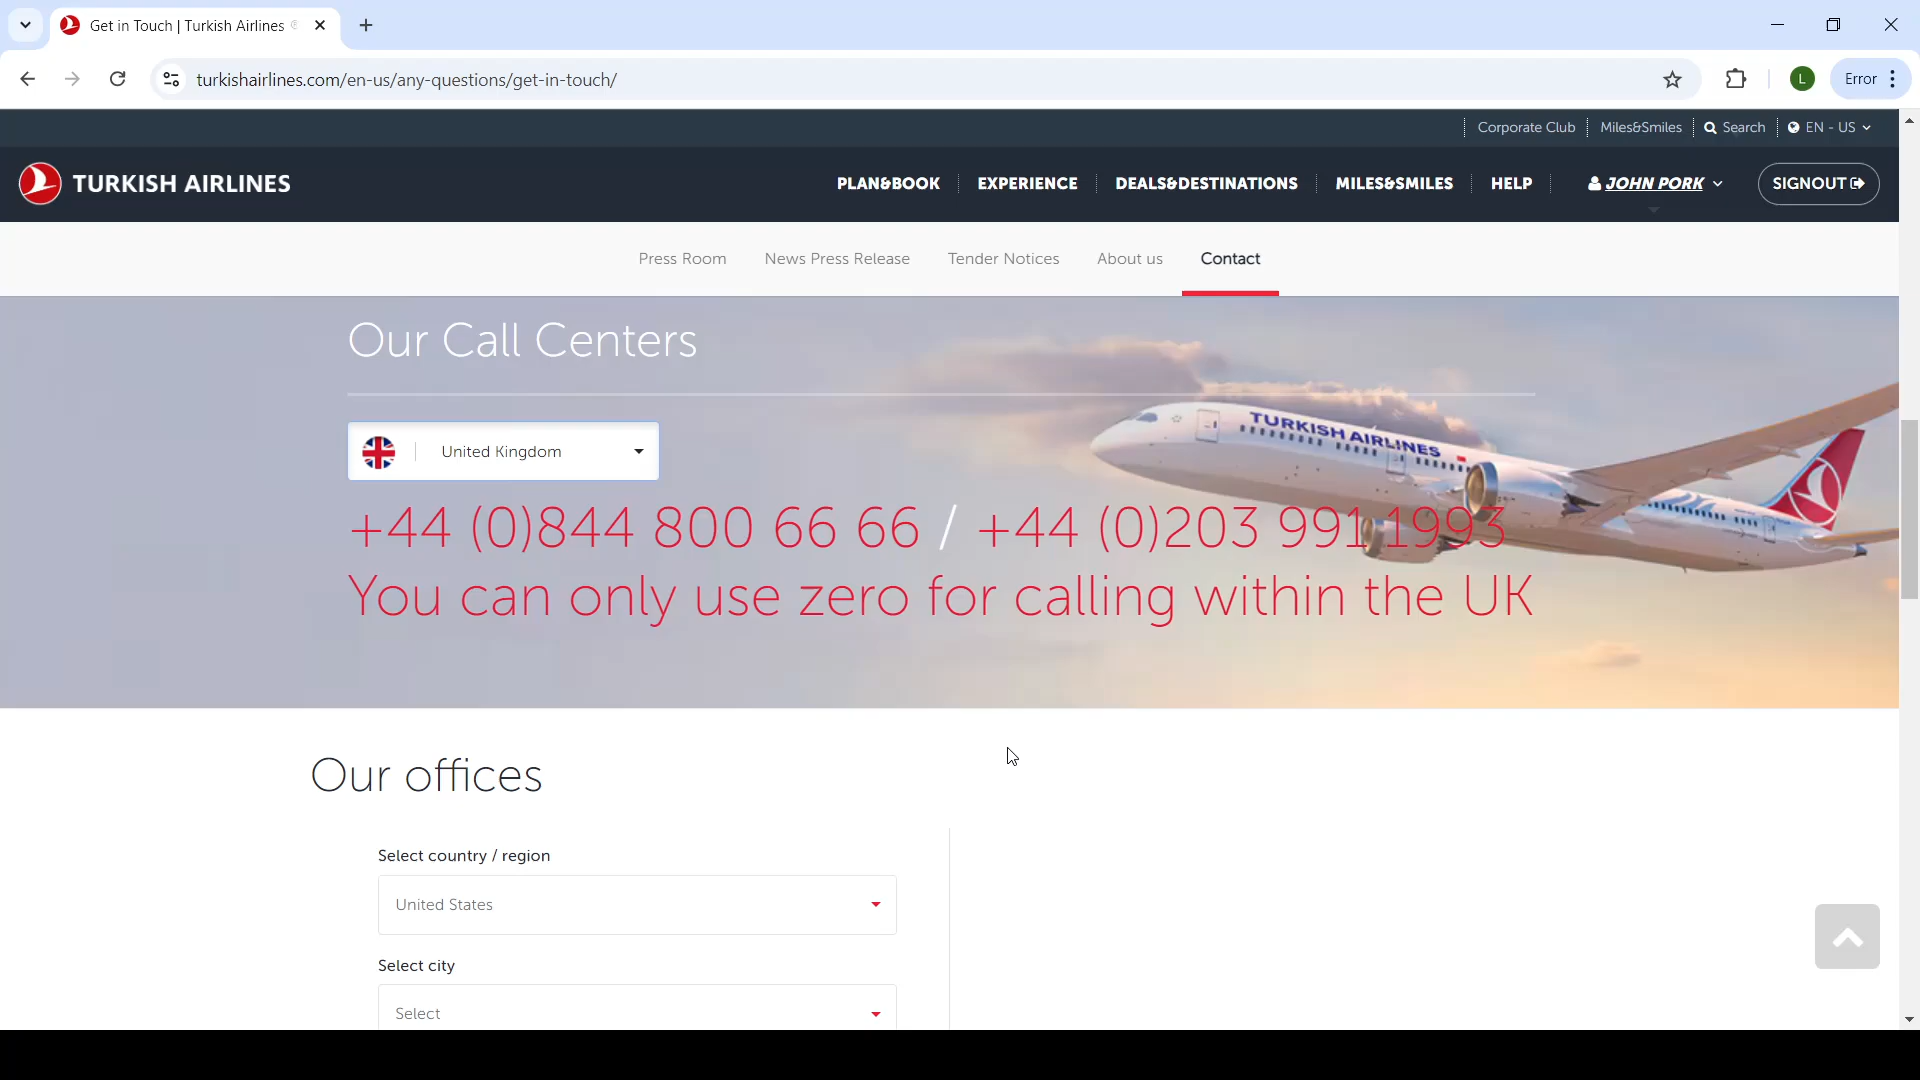 Get in Touch | Turkish Airlines ®
turkishairlines.com/en-us/any-questions/get-in-touch/
L
Error
Corporate Club
Miles&Smiles
Search
EN - US
TURKISH AIRLINES
PLAN&BOOK
EXPERIENCE
DEALS&DESTINATIONS
MILES&SMILES
HELP
JOHN PORK
SIGNOUT
Press Room
News Press Release
Tender Notices
About us
Contact
Our Call Centers
TURKISH AIRLINES
United Kingdom
+44 (0)844 800 66 66 / +44 (0)203 991 1993
You can only use zero for calling within the UK
Our offices
Select country / region
United States
Select city
Select